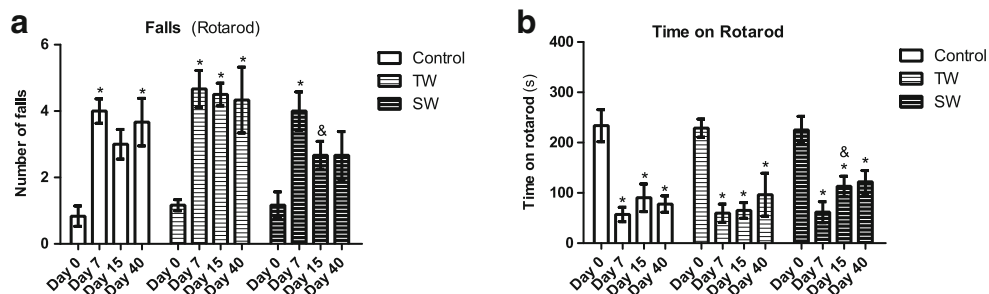 a
Falls (Rotarod)
Number of falls
6
4
2
0
* * * * * * &
Day 0 Day 7 Day 15 Day 40 Day 0 Day 7 Day 15 Day 40 Day 0 Day 7 Day 15 Day 40
Control
TW
SW
b
Time on Rotarod
Time on rotarod (s)
400
300
200
100
0
&
* * * * * * * * *
Day 0 Day 7 Day 15 Day 40 Day 0 Day 7 Day 15 Day 40 Day 0 Day 7 Day 15 Day 40
Control
TW
SW